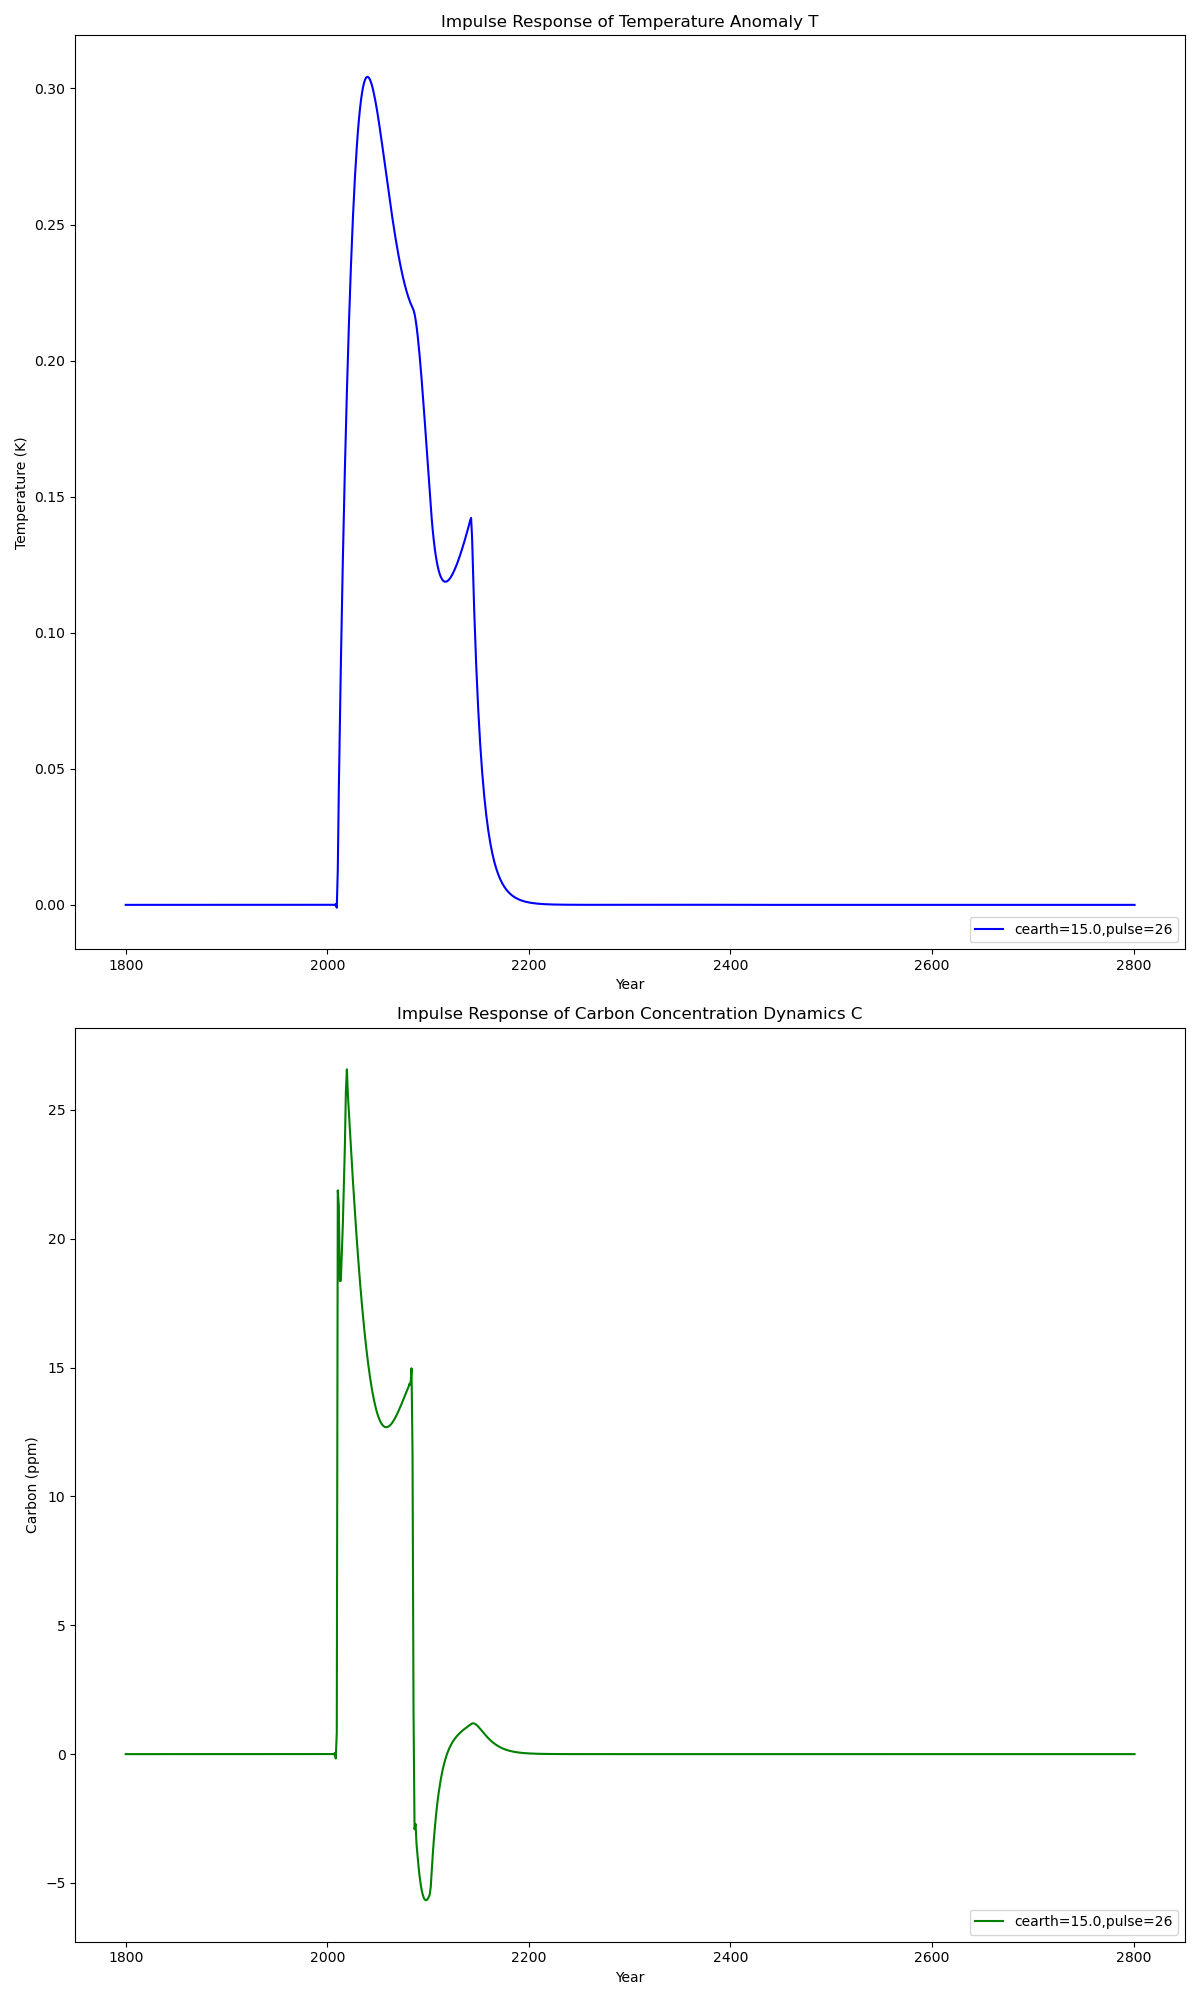 Impulse Response of Temperature Anomaly T
0.30
0.25
0.20
0.15
0.10
0.05
0.00
Temperature (K)
cearth=15.0,pulse=26
1800 2000 2200 2400 2600 2800
Year
Impulse Response of Carbon Concentration Dynamics C
25
20
15
10
5
0
−5
Carbon (ppm)
cearth=15.0,pulse=26
1800 2000 2200 2400 2600 2800
Year